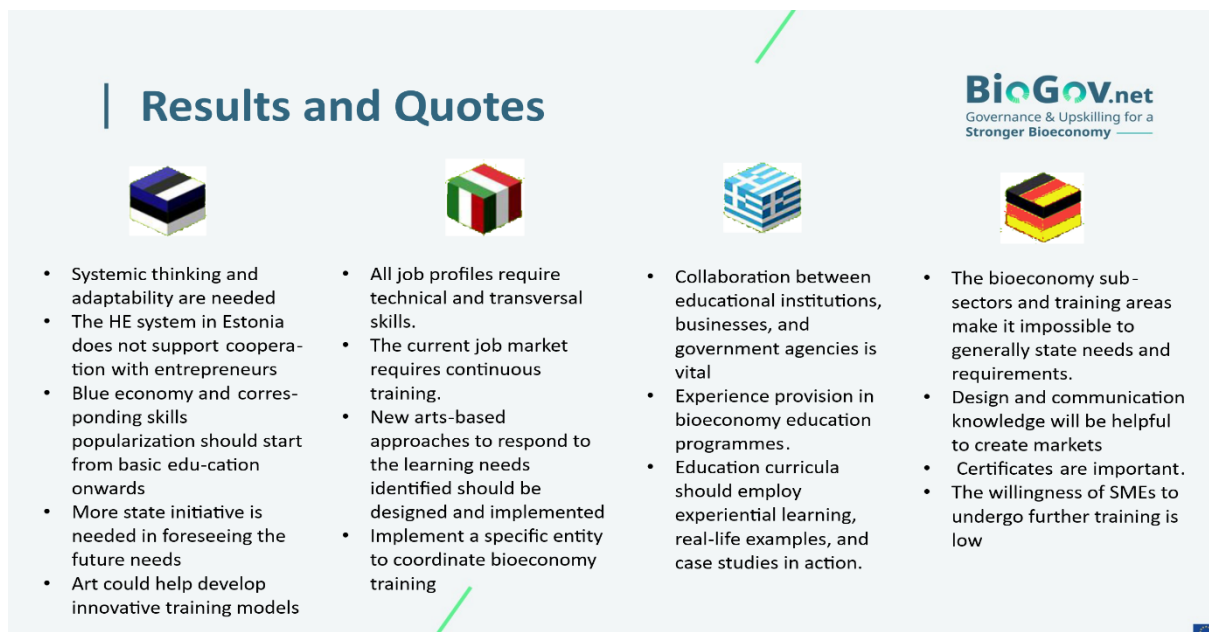 Results and Quotes
BioGov.net
Governance & Upskilling for a
Stronger Bioeconomy
• Systemic thinking and
adaptability are needed
• The HE system in Estonia
does not support coopera-
tion with entrepreneurs
• Blue economy and corres-
ponding skills
popularization should start
from basic edu-cation
onwards
• More state initiative is
needed in foreseeing the
future needs
• Art could help develop
innovative training models
• All job profiles require
technical and transversal
skills.
• The current job market
requires continuous
training.
• New arts-based
approaches to respond to
the learning needs
identified should be
designed and implemented
• Implement a specific entity
to coordinate bioeconomy
training
• Collaboration between
educational institutions,
businesses, and
government agencies is
vital
• Experience provision in
bioeconomy education
programmes.
• Education curricula
should employ
experiential learning,
real-life examples, and
case studies in action.
• The bioeconomy sub-
sectors and training areas
make it impossible to
generally state needs and
requirements.
• Design and communication
knowledge will be helpful
to create markets
• Certificates are important.
• The willingness of SMEs to
undergo further training is
low